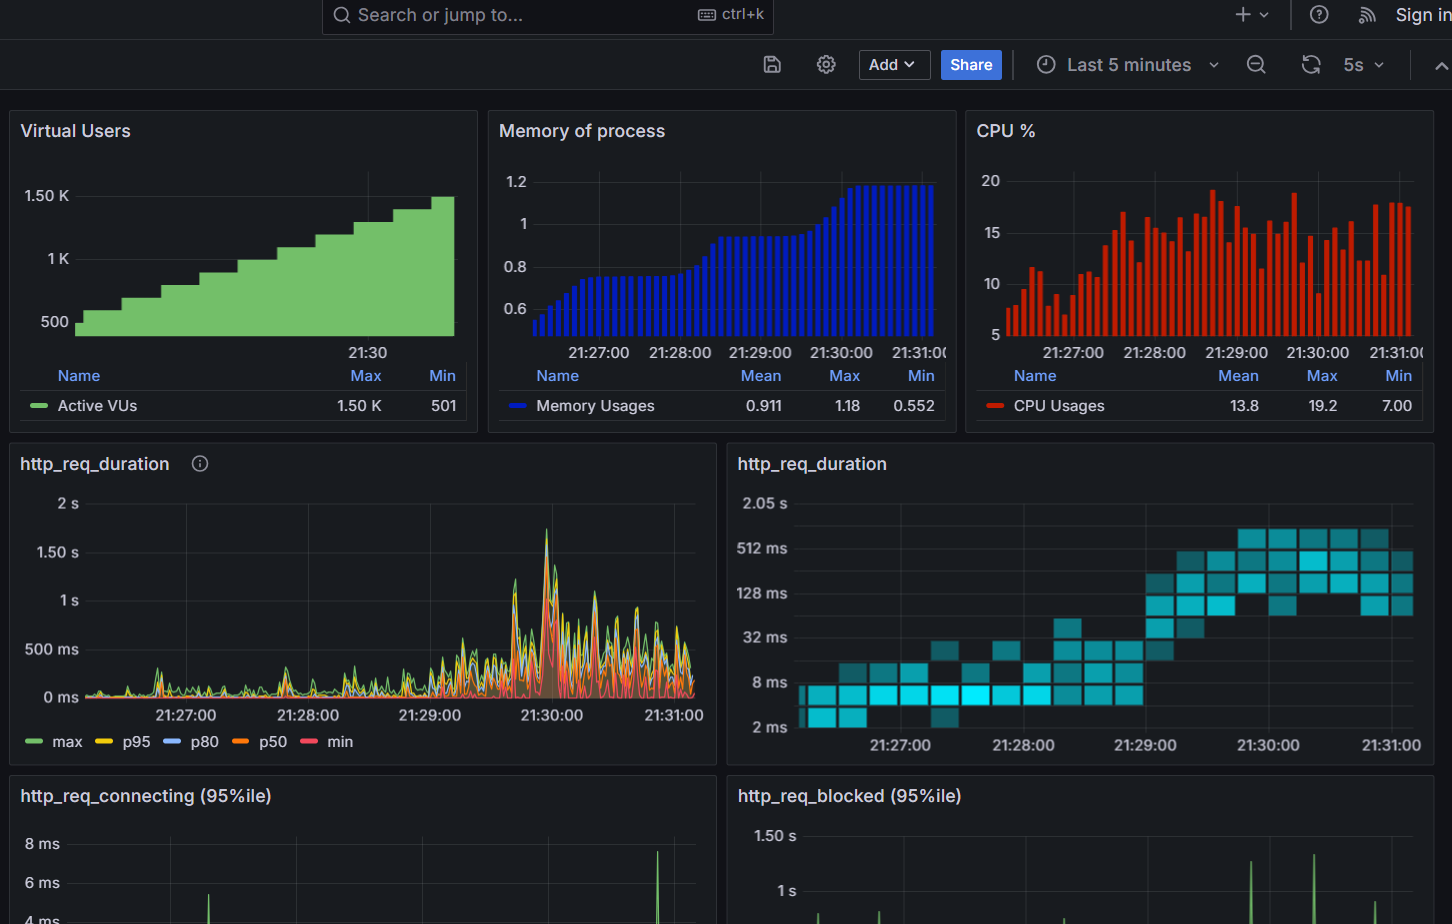 Search or jump to... ctrl+k Sign in
Add Share Last 5 minutes 5s
Virtual Users
1.50 K
1 K
500
21:30
Name Max Min
Active VUs 1.50 K 501
Memory of process
1.2
1
0.8
0.6
21:27:00 21:28:00 21:29:00 21:30:00 21:31:00
Name Mean Max Min
Memory Usages 0.911 1.18 0.552
CPU %
20
15
10
5
21:27:00 21:28:00 21:29:00 21:30:00 21:31:00
Name Mean Max Min
CPU Usages 13.8 19.2 7.00
http_req_duration
2 s
1.50 s
1 s
500 ms
0 ms
21:27:00 21:28:00 21:29:00 21:30:00 21:31:00
max p95 p80 p50 min
http_req_duration
2.05 s
512 ms
128 ms
32 ms
8 ms
2 ms
21:27:00 21:28:00 21:29:00 21:30:00 21:31:00
http_req_connecting (95%ile)
8 ms
6 ms
4 ms
http_req_blocked (95%ile)
1.50 s
1 s